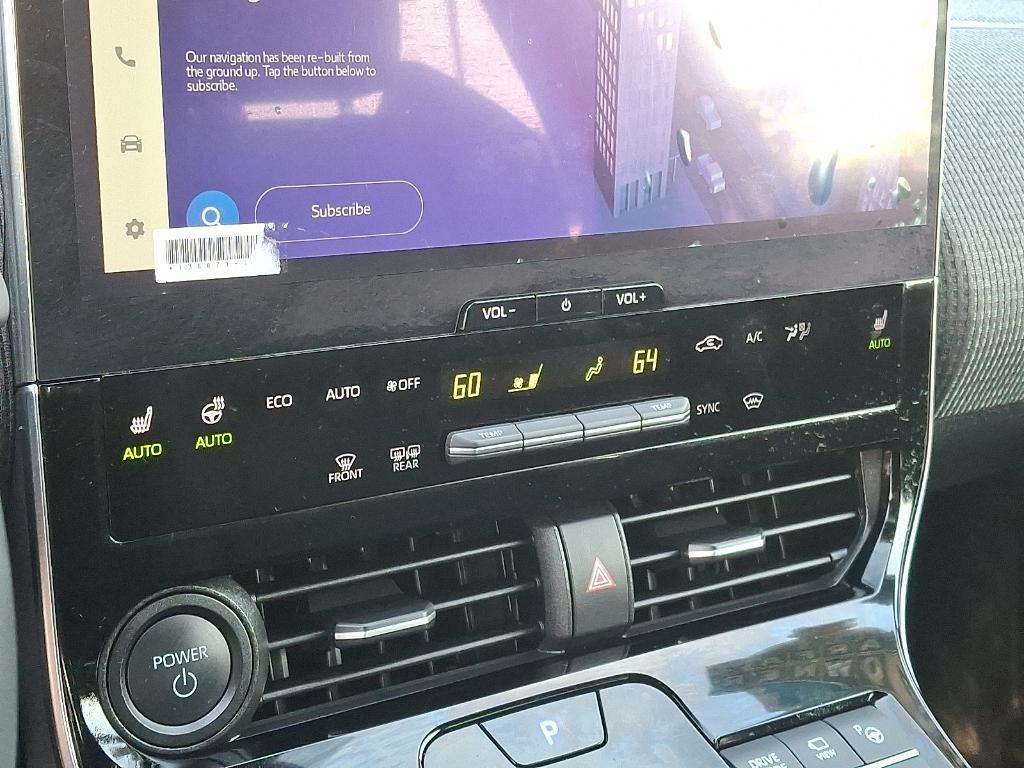 Our navigation has been re-built from
the ground up. Tap the button below to
subscribe.
Subscribe
VOL-
VOL+
AUTO
AUTO
ECO
AUTO
OFF
60
64
A/C
AUTO
TEMP
TEMP
SYNC
FRONT
REAR
POWER
P
DRIVE
VIEW
P